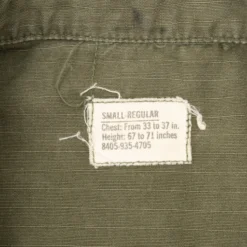 SMALL-REGULAR
Chest: From 33 to 37 in.
Height: 67 to 71 inches
8405-935-4705